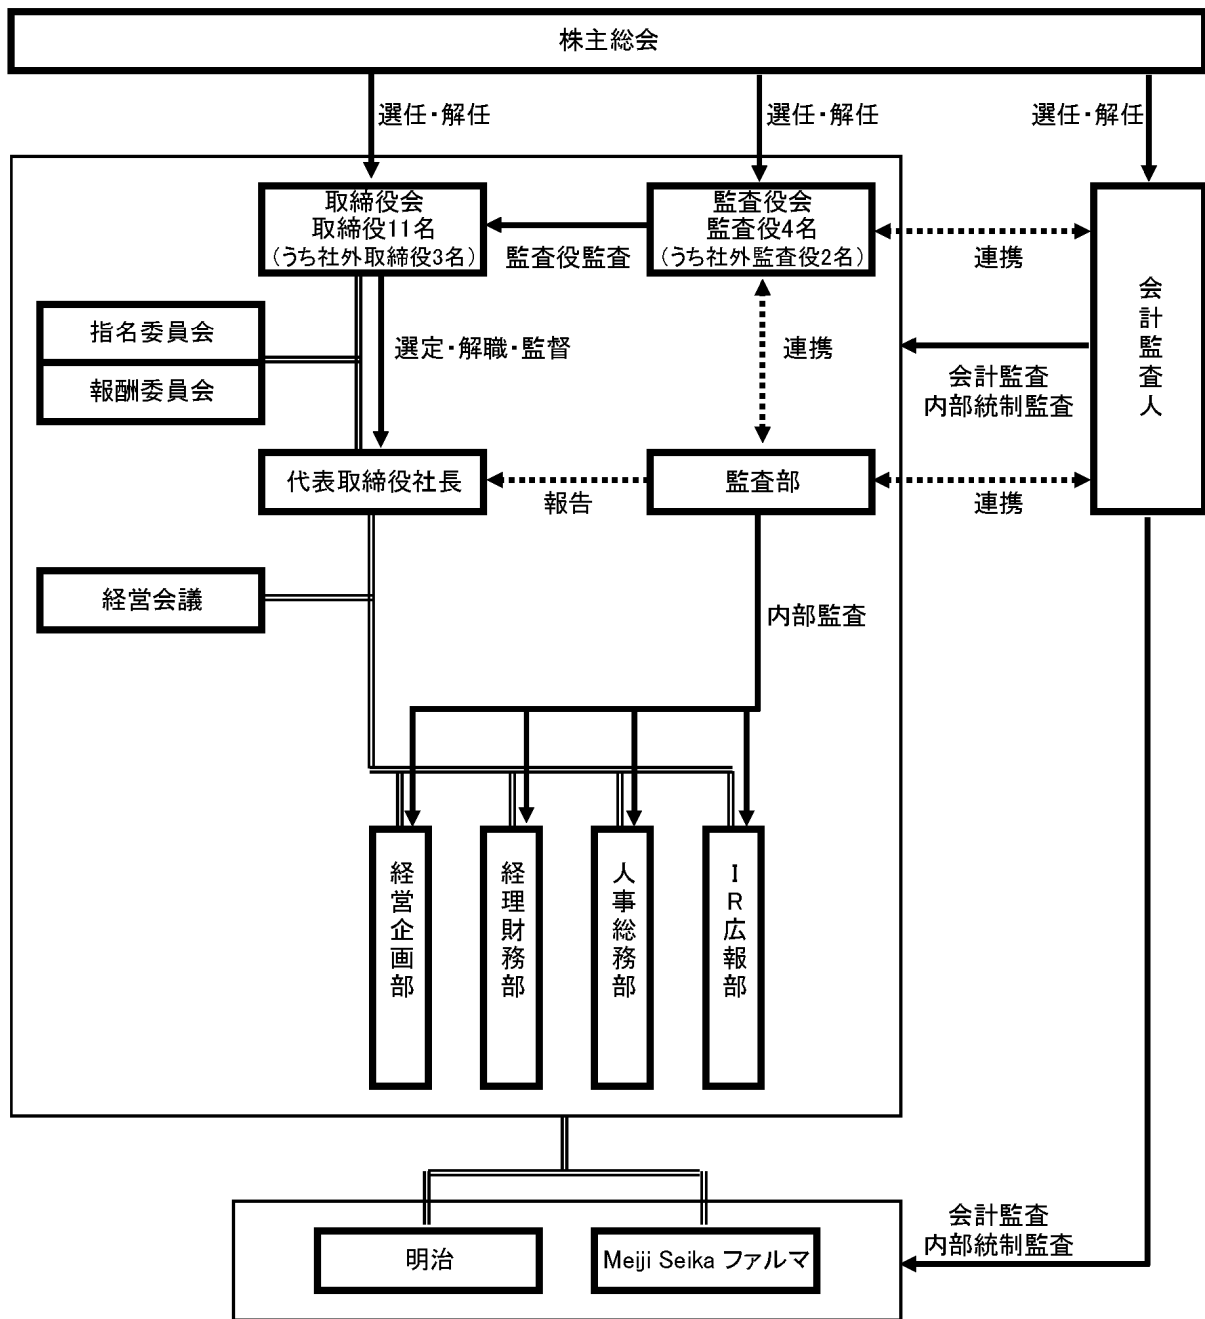 株主総会
選任・解任
選任・解任
選任・解任
取締役会
取締役11名
（うち社外取締役3名）
監査役監査
監査役会
監査役4名
（うち社外監査役2名）
連携
会計監査人
指名委員会
報酬委員会
選定・解職・監督
連携
会計監査
内部統制監査
代表取締役社長
報告
監査部
連携
経営会議
内部監査
経営企画部
経理財務部
人事総務部
IR広報部
会計監査
内部統制監査
明治
Meiji Seika ファルマ